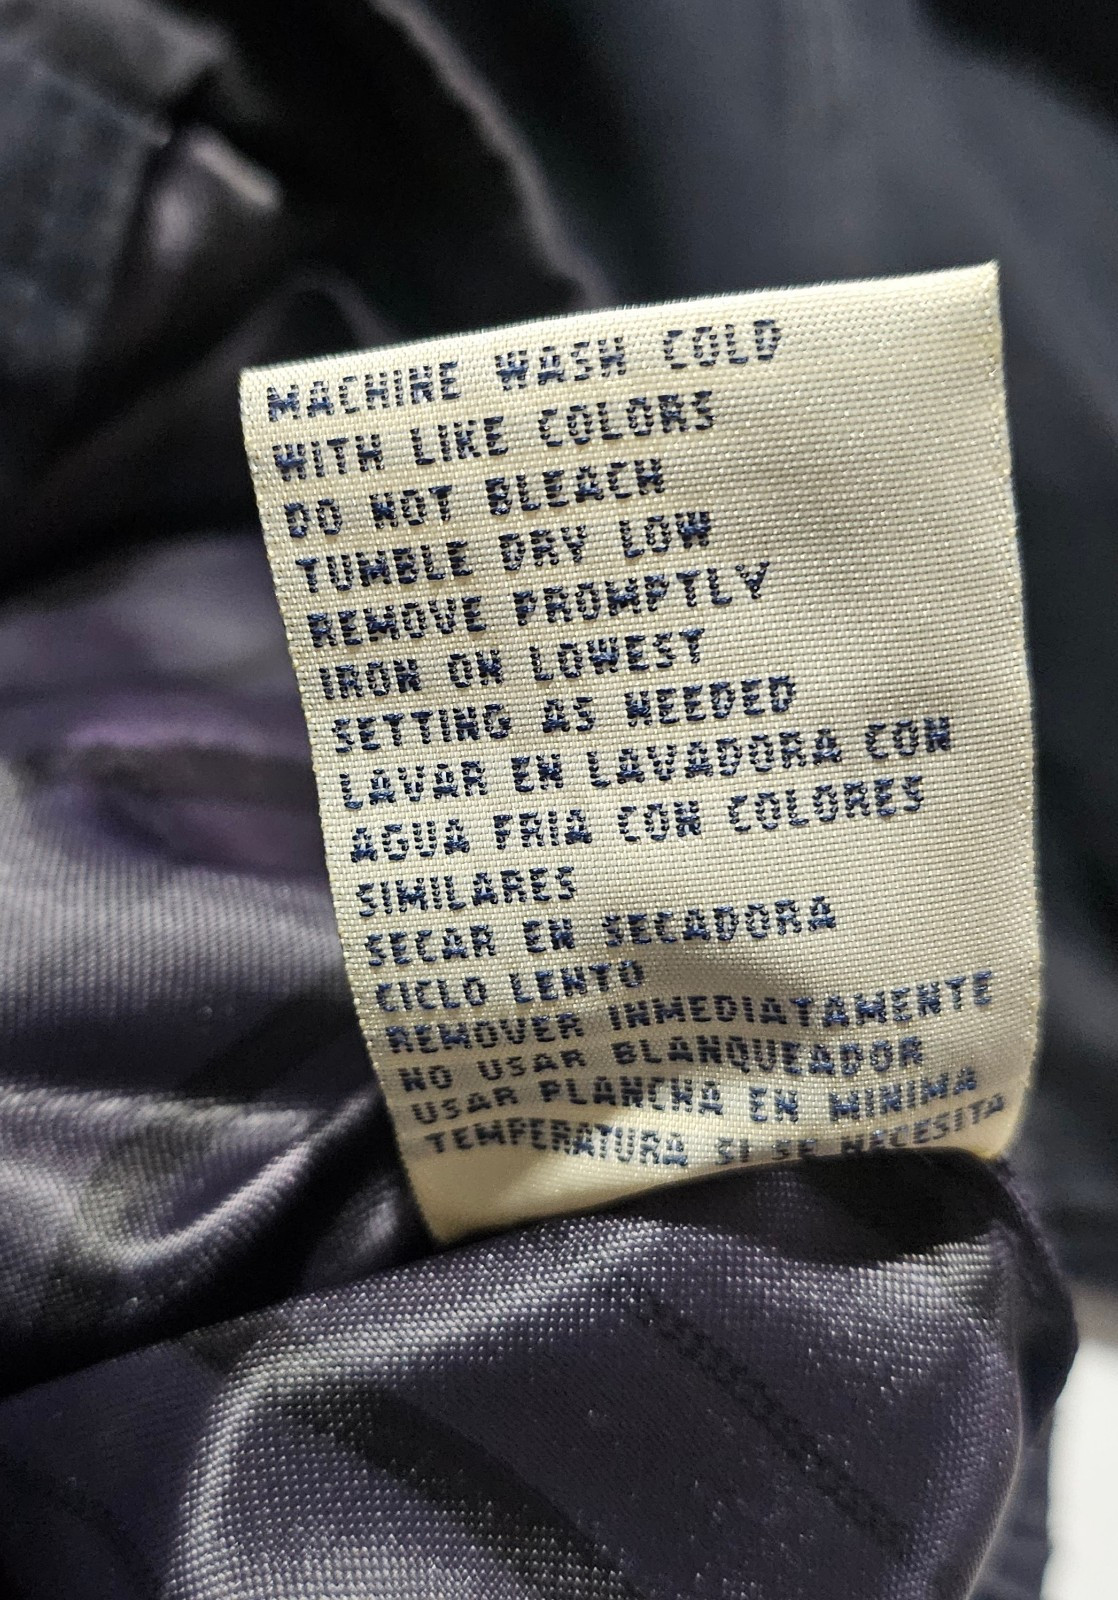 MACHINE WASH COLD
WITH LIKE COLORS
DO NOT BLEACH
TUMBLE DRY LOW
REMOVE PROMPTLY
IRON ON LOWEST
SETTING AS NEEDED
LAVAR EN LAVADORA CON
AGUA FRIA CON COLORES
SIMILARES
SECAR EN SECADORA
CICLO LENTO
REMOVER INMEDIATAMENTE
NO USAR BLANQUEADOR
USAR PLANCHA EN MINIMA
TEMPERATURA SI SE NECESITA